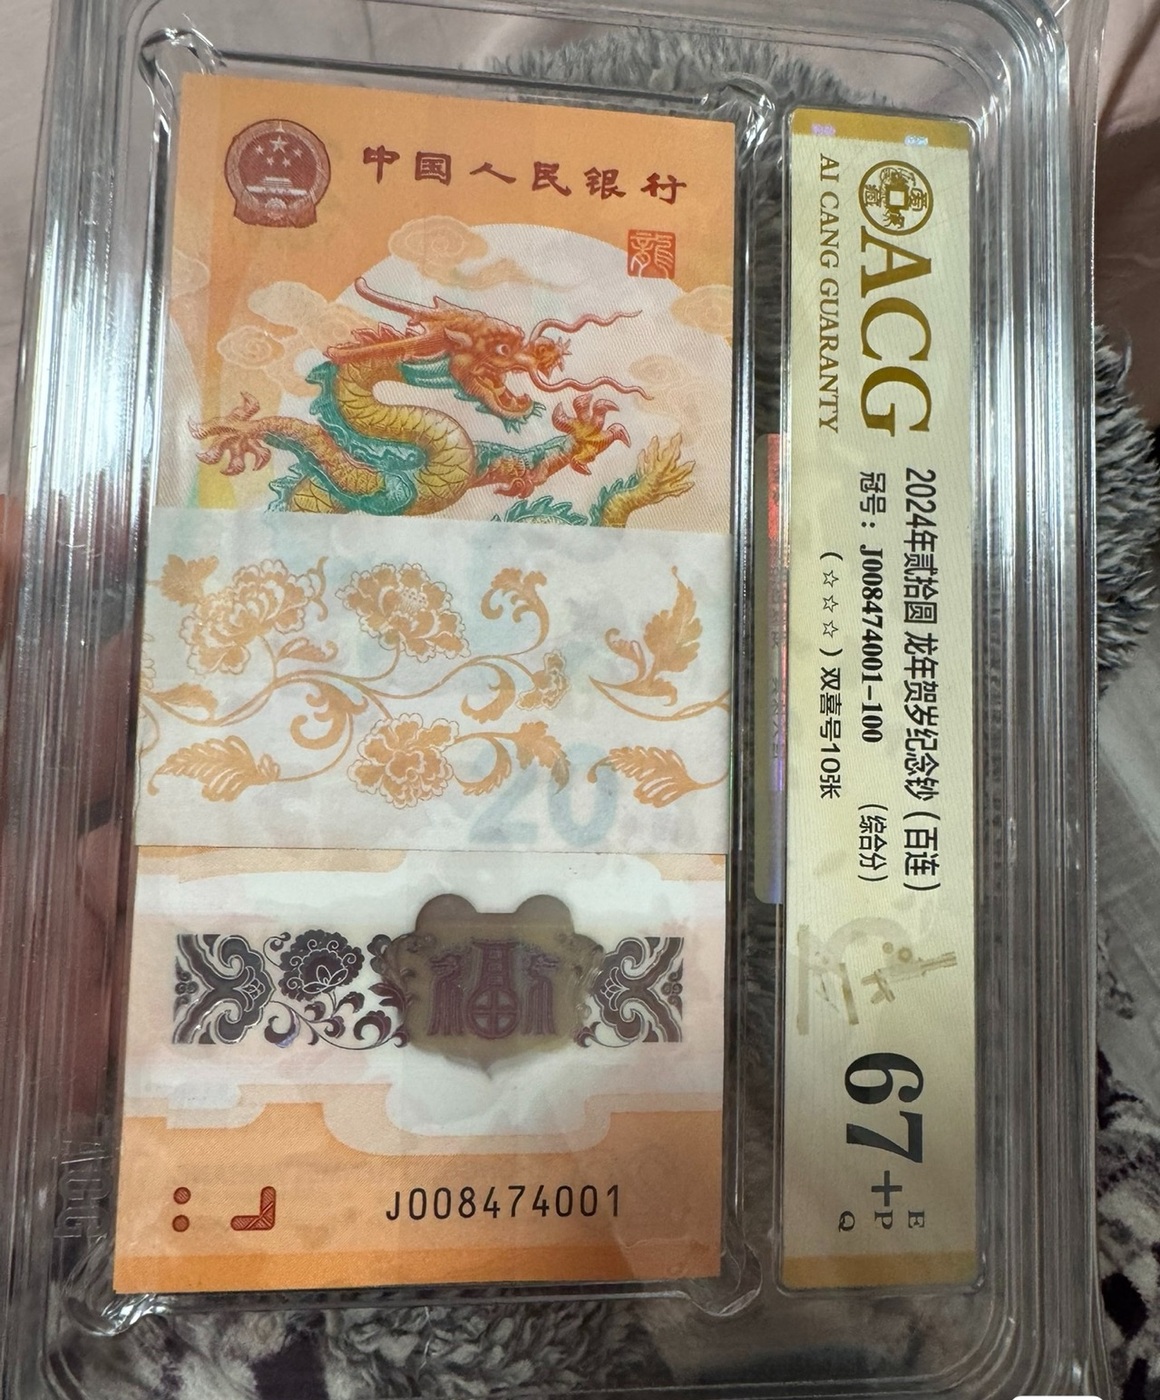 中国人民银行
龍
福
J008474001
20
ACG
AI CANG GUARANTY
2024年贰拾圆 龙年贺岁纪念钞（百连）
冠号：J008474001-100 （综合分）
（☆☆☆）双喜号10张
67+
E
P
Q